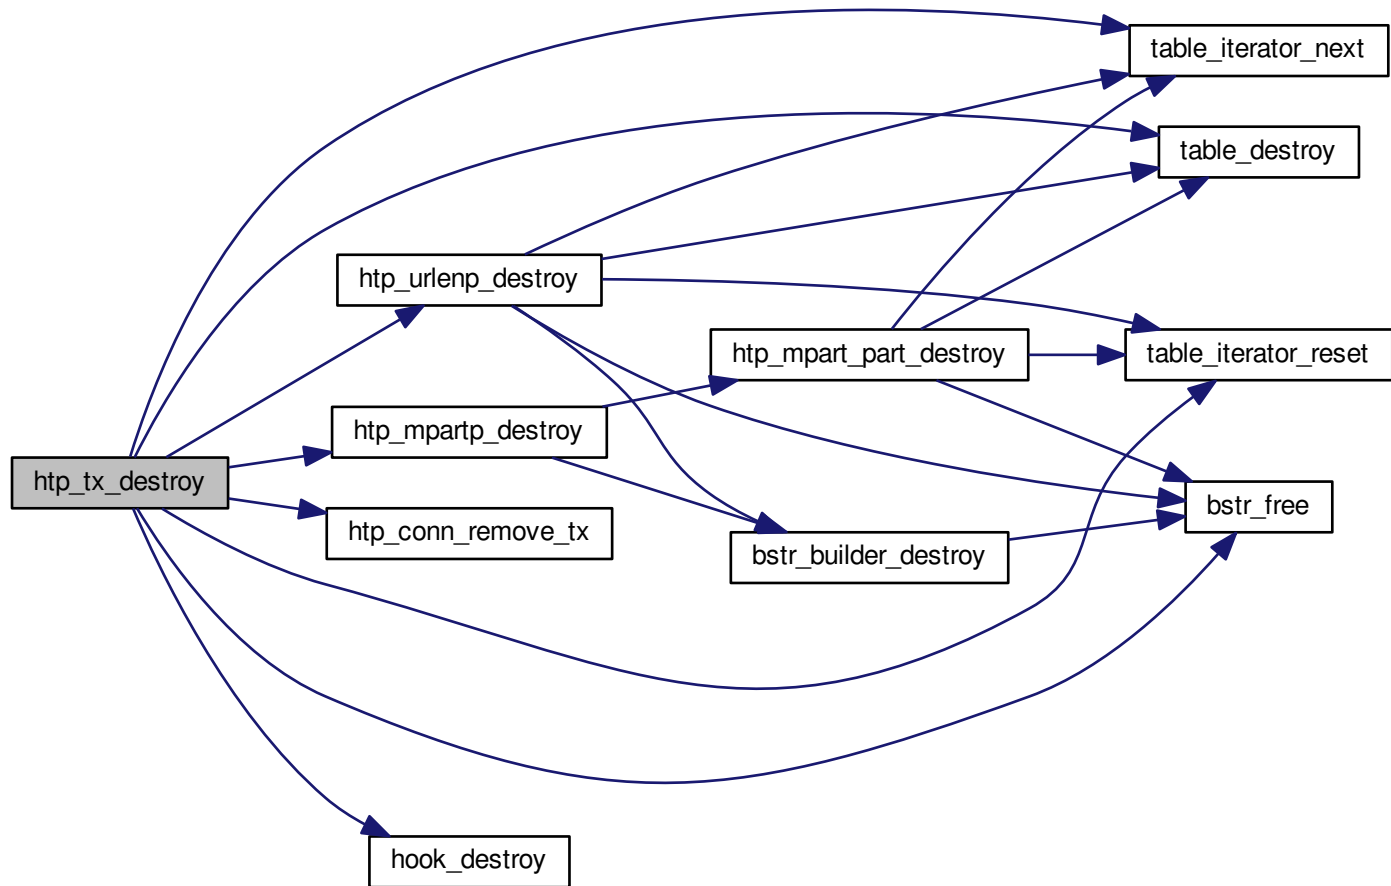 table_iterator_next
table_destroy
htp_urlenp_destroy
htp_mpart_part_destroy
table_iterator_reset
htp_mpartp_destroy
htp_tx_destroy
bstr_free
htp_conn_remove_tx
bstr_builder_destroy
hook_destroy